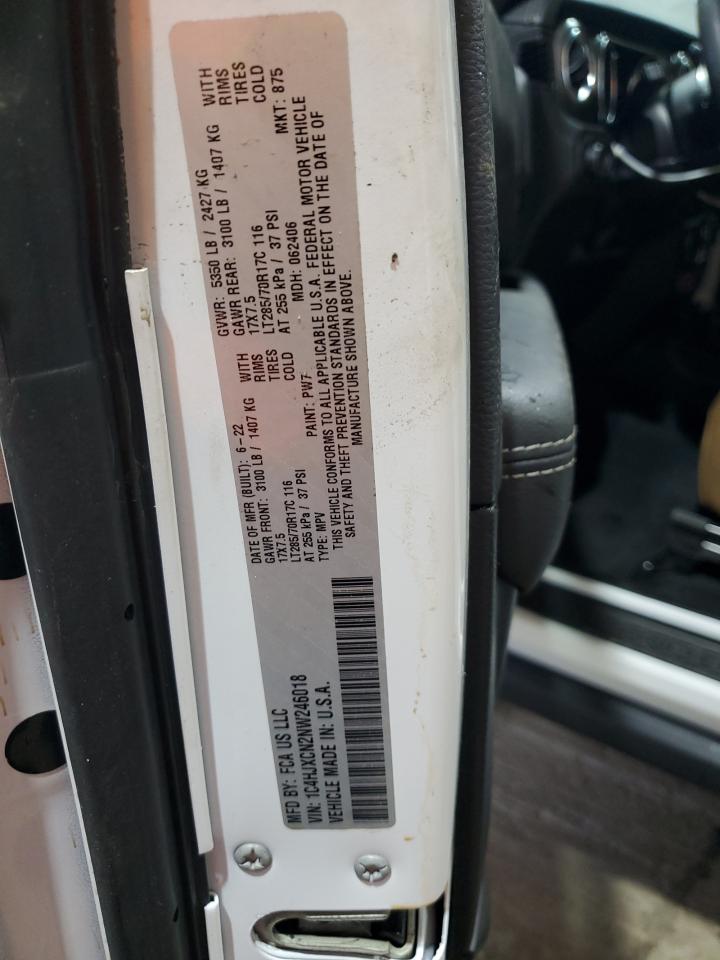 MFD BY: FCA US LLC
VIN: 1C4HJXCN2NW246018
VEHICLE MADE IN: U.S.A.
DATE OF MFR (BUILT): 6-22 GVWR: 5350 LB / 2427 KG
GAWR FRONT: 3100 LB / 1407 KG WITH GAWR REAR: 3100 LB / 1407 KG WITH
17X7.5 RIMS 17X7.5 RIMS
LT285/70R17C 116 TIRES LT285/70R17C 116 TIRES
AT 255 kPa / 37 PSI COLD AT 255 kPa / 37 PSI COLD
TYPE: MPV PAINT: PW7 MDH: 062406 MKT: 875
THIS VEHICLE CONFORMS TO ALL APPLICABLE U.S.A. FEDERAL MOTOR VEHICLE
SAFETY AND THEFT PREVENTION STANDARDS IN EFFECT ON THE DATE OF
MANUFACTURE SHOWN ABOVE.